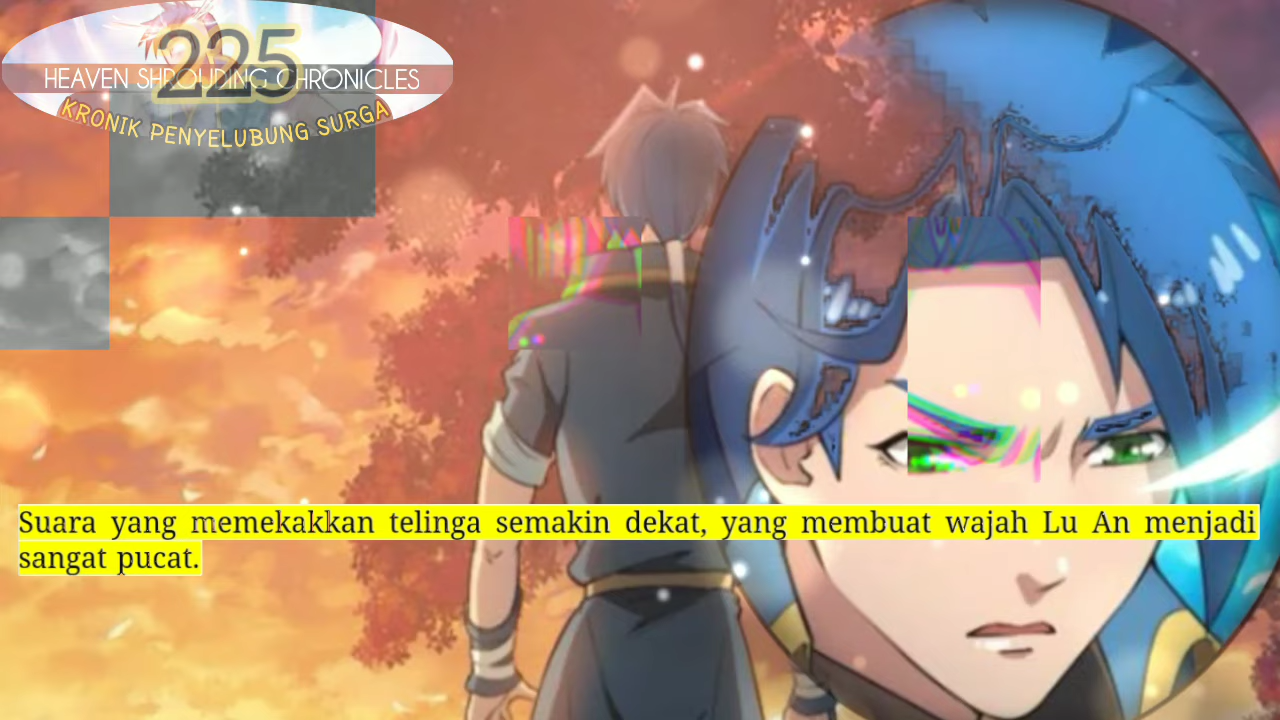 225
HEAVEN SHROUDING CHRONICLES
KRONIK PENYELUBUNG SURGA
Suara yang memekakkan telinga semakin dekat, yang membuat wajah Lu An menjadi
sangat pucat.